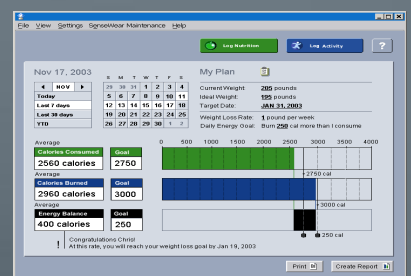 File View Settings SenseWear Maintenance Help
Log Nutrition
Log Activity
?
Nov 17, 2003
NOV
Today
Last 7 days
Last 30 days
YTD
S M T W T F S
29 30 31 1 2 3 4
5 6 7 8 9 10 11
12 13 14 15 16 17 18
19 20 21 22 23 24 25
26 27 28 29 30 1 2
My Plan
Current Weight: 205 pounds
Ideal Weight: 195 pounds
Target Date: JAN 31, 2003
Weight Loss Rate: 1 pound per week
Daily Energy Goal: Burn 250 cal more than I consume
0 500 1000 1500 2000 2500 3000 3500 4000
Average
Calories Consumed Goal
2560 calories 2750
2750 cal
Average
Calories Burned Goal
2960 calories 3000
3000 cal
Average
Energy Balance Goal
400 calories 250
250 cal
! Congratulations Chris!
At this rate, you will reach your weight loss goal by Jan 19, 2003
Print
Create Report